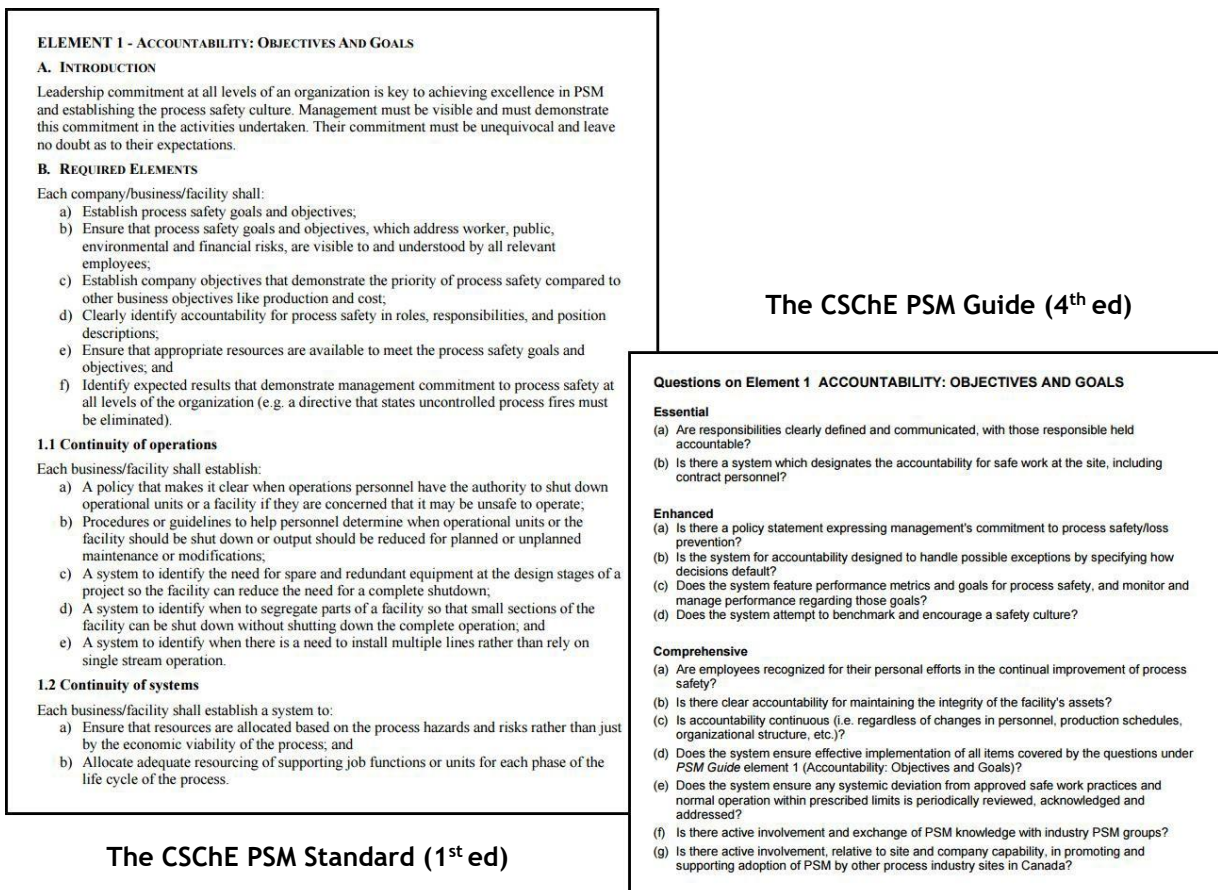 ELEMENT 1 - ACCOUNTABILITY: OBJECTIVES AND GOALS
A. INTRODUCTION
Leadership commitment at all levels of an organization is key to achieving excellence in PSM
and establishing the process safety culture. Management must be visible and must demonstrate
this commitment in the activities undertaken. Their commitment must be unequivocal and leave
no doubt as to their expectations.
B. REQUIRED ELEMENTS
Each company/business/facility shall:
a) Establish process safety goals and objectives;
b) Ensure that process safety goals and objectives, which address worker, public,
environmental and financial risks, are visible to and understood by all relevant
employees;
c) Establish company objectives that demonstrate the priority of process safety compared to
other business objectives like production and cost;
d) Clearly identify accountability for process safety in roles, responsibilities, and position
descriptions;
e) Ensure that appropriate resources are available to meet the process safety goals and
objectives; and
f) Identify expected results that demonstrate management commitment to process safety at
all levels of the organization (e.g. a directive that states uncontrolled process fires must
be eliminated).
1.1 Continuity of operations
Each business/facility shall establish:
a) A policy that makes it clear when operations personnel have the authority to shut down
operational units or a facility if they are concerned that it may be unsafe to operate;
b) Procedures or guidelines to help personnel determine when operational units or the
facility should be shut down or output should be reduced for planned or unplanned
maintenance or modifications;
c) A system to identify the need for spare and redundant equipment at the design stages of a
project so the facility can reduce the need for a complete shutdown;
d) A system to identify when to segregate parts of a facility so that small sections of the
facility can be shut down without shutting down the complete operation; and
e) A system to identify when there is a need to install multiple lines rather than rely on
single stream operation.
1.2 Continuity of systems
Each business/facility shall establish a system to:
a) Ensure that resources are allocated based on the process hazards and risks rather than just
by the economic viability of the process; and
b) Allocate adequate resourcing of supporting job functions or units for each phase of the
life cycle of the process.
The CSChE PSM Standard (1st ed)
The CSChE PSM Guide (4th ed)
Questions on Element 1 ACCOUNTABILITY: OBJECTIVES AND GOALS
Essential
(a) Are responsibilities clearly defined and communicated, with those responsible held
accountable?
(b) Is there a system which designates the accountability for safe work at the site, including
contract personnel?
Enhanced
(a) Is there a policy statement expressing management's commitment to process safety/loss
prevention?
(b) Is the system for accountability designed to handle possible exceptions by specifying how
decisions default?
(c) Does the system feature performance metrics and goals for process safety, and monitor and
manage performance regarding those goals?
(d) Does the system attempt to benchmark and encourage a safety culture?
Comprehensive
(a) Are employees recognized for their personal efforts in the continual improvement of process
safety?
(b) Is there clear accountability for maintaining the integrity of the facility's assets?
(c) Is accountability continuous (i.e. regardless of changes in personnel, production schedules,
organizational structure, etc.)?
(d) Does the system ensure effective implementation of all items covered by the questions under
PSM Guide element 1 (Accountability: Objectives and Goals)?
(e) Does the system ensure any systemic deviation from approved safe work practices and
normal operation within prescribed limits is periodically reviewed, acknowledged and
addressed?
(f) Is there active involvement and exchange of PSM knowledge with industry PSM groups?
(g) Is there active involvement, relative to site and company capability, in promoting and
supporting adoption of PSM by other process industry sites in Canada?